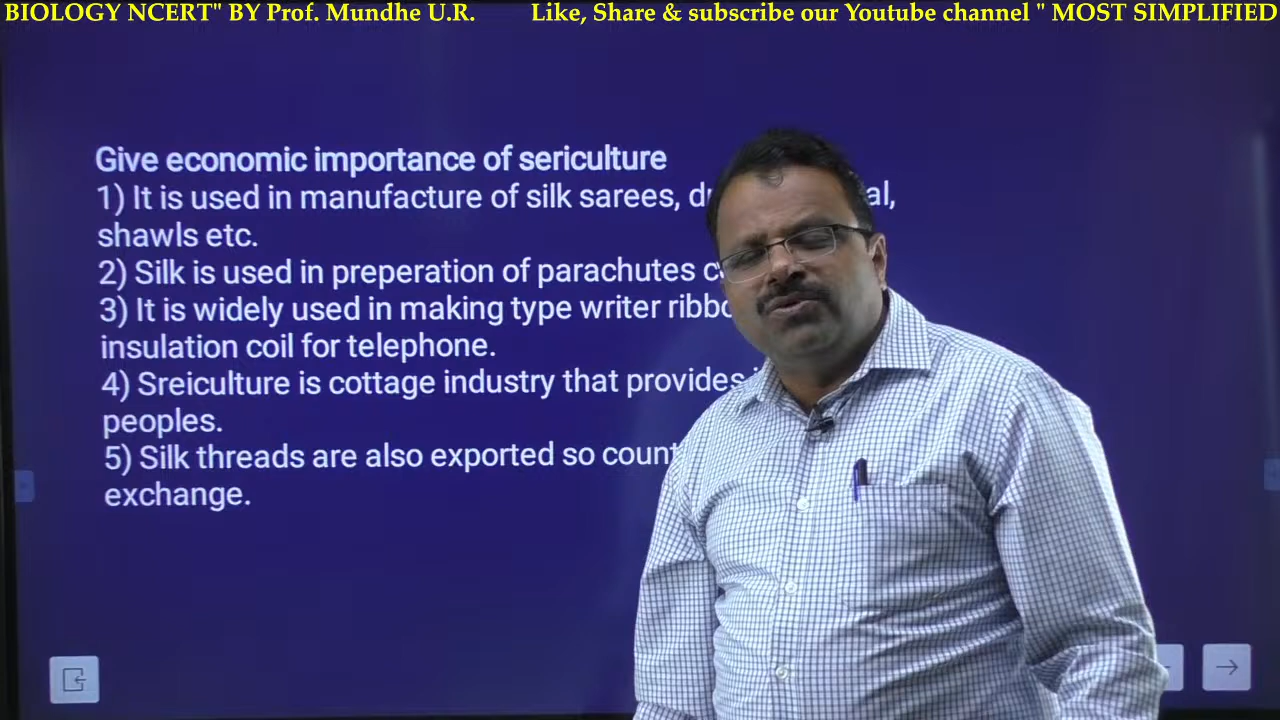 BIOLOGY NCERT" BY Prof. Mundhe U.R. Like, Share & subscribe our Youtube channel " MOST SIMPLIFIED
Give economic importance of sericulture
1) It is used in manufacture of silk sarees,
shawls etc.
2) Silk is used in preperation of parachutes
3) It is widely used in making type writer
insulation coil for telephone.
4) Sreiculture is cottage industry that provides
peoples.
5) Silk threads are also exported so
exchange.